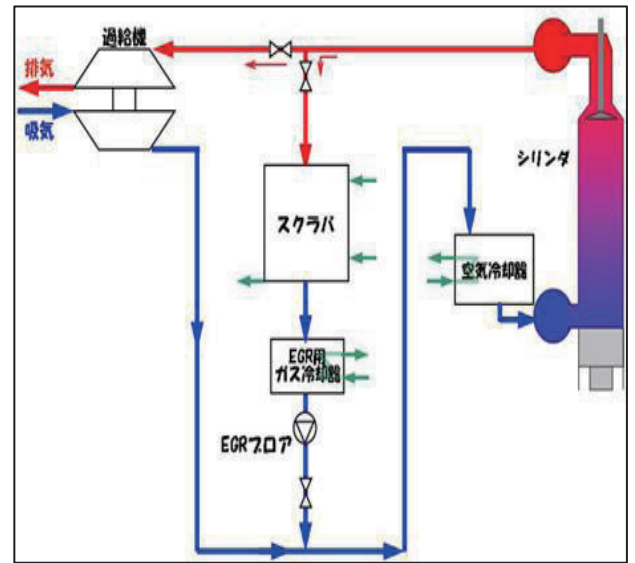 過給機
排気
吸気
シリンダ
スクラバ
空気冷却器
EGR用
ガス冷却器
EGRブロア